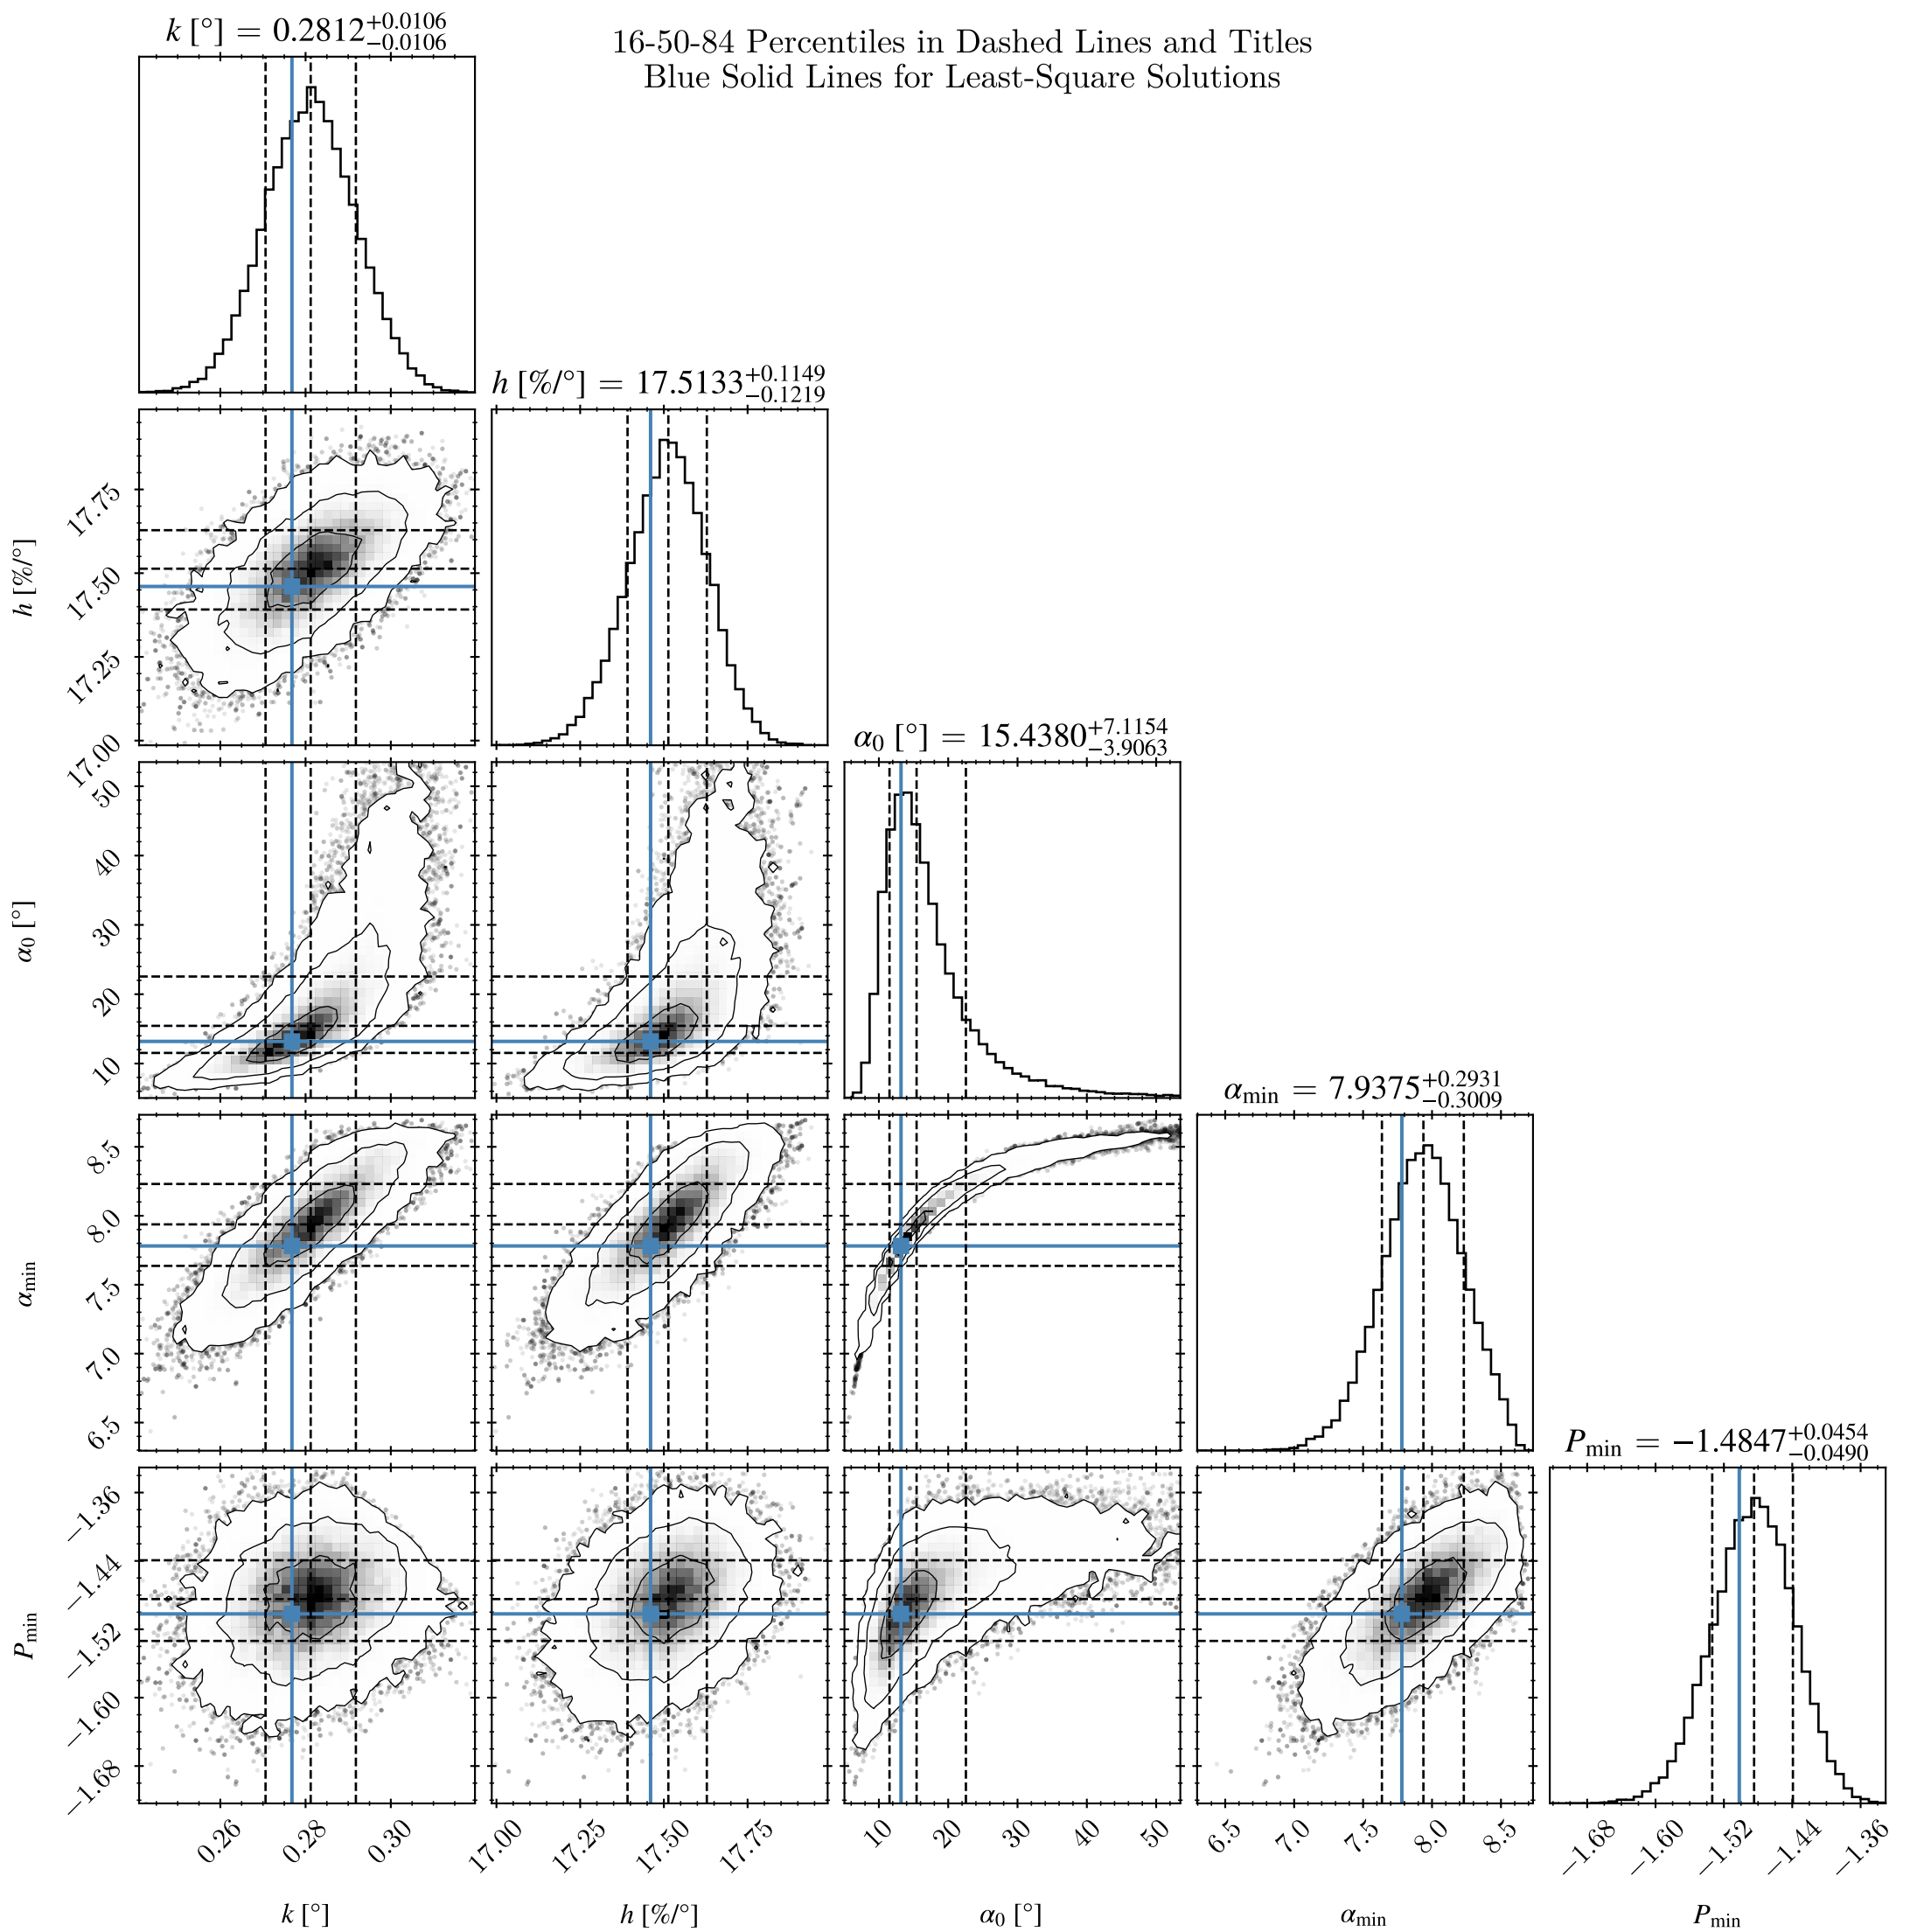 k [°] = 0.2812 +0.0106 −0.0106
16-50-84 Percentiles in Dashed Lines and Titles
Blue Solid Lines for Least-Square Solutions
h [%/°] = 17.5133 +0.1149 −0.1219
h [%/°]
17.75
17.50
17.25
17.00
α0 [°] = 15.4380 +7.1154 −3.9063
α0 [°]
50
40
30
20
10
αmin = 7.9375 +0.2931 −0.3009
αmin
8.5
8.0
7.5
7.0
6.5
Pmin = −1.4847 +0.0454 −0.0490
Pmin
−1.36
−1.44
−1.52
−1.60
−1.68
0.26 0.28 0.30 17.00 17.25 17.50 17.75 10 20 30 40 50 6.5 7.0 7.5 8.0 8.5 −1.68 −1.60 −1.52 −1.44 −1.36
k [°] h [%/°] α0 [°] αmin Pmin